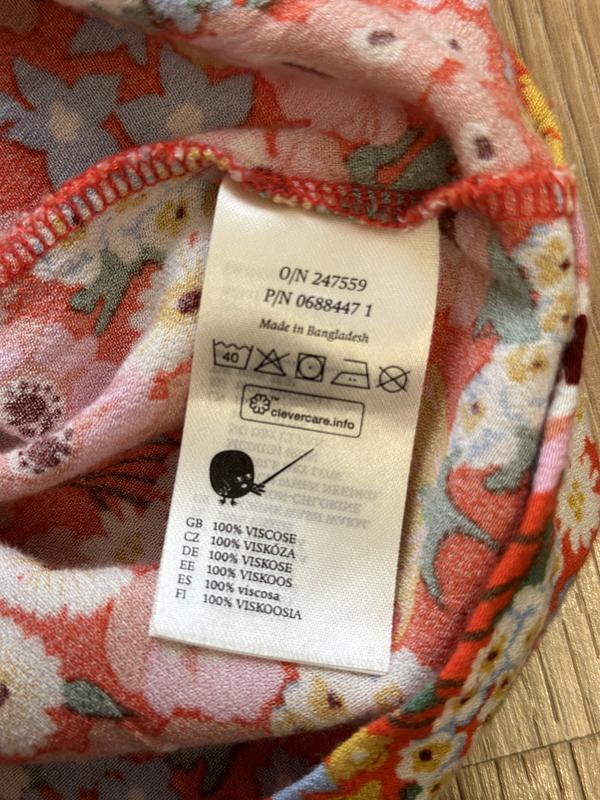 O/N 247559
P/N 0688447 1
Made in Bangladesh
40
™
clevercare.info
GB 100% VISCOSE
CZ 100% VISKÓZA
DE 100% VISKOSE
EE 100% VISKOOS
ES 100% viscosa
FI 100% VISKOOSIA